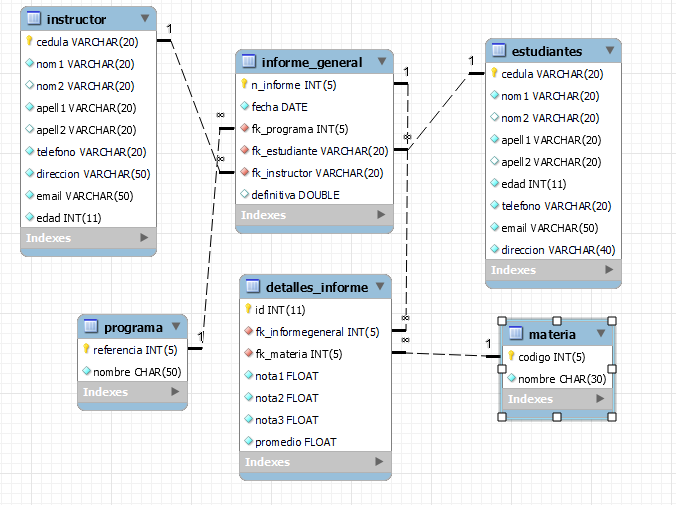 instructor
cedula VARCHAR(20)
nom1 VARCHAR(20)
nom2 VARCHAR(20)
apell1 VARCHAR(20)
apell2 VARCHAR(20)
telefono VARCHAR(20)
direccion VARCHAR(50)
email VARCHAR(50)
edad INT(11)
Indexes
1
∞
informe_general
n_informe INT(5)
fecha DATE
fk_programa INT(5)
fk_estudiante VARCHAR(20)
fk_instructor VARCHAR(20)
definitiva DOUBLE
Indexes
∞
1
∞
1
estudiantes
cedula VARCHAR(20)
nom1 VARCHAR(20)
nom2 VARCHAR(20)
apell1 VARCHAR(20)
apell2 VARCHAR(20)
edad INT(11)
telefono VARCHAR(20)
email VARCHAR(50)
direccion VARCHAR(40)
Indexes
programa
referencia INT(5)
nombre CHAR(50)
Indexes
1
detalles_informe
id INT(11)
fk_informegeneral INT(5)
fk_materia INT(5)
nota1 FLOAT
nota2 FLOAT
nota3 FLOAT
promedio FLOAT
Indexes
∞
∞
1
materia
codigo INT(5)
nombre CHAR(30)
Indexes